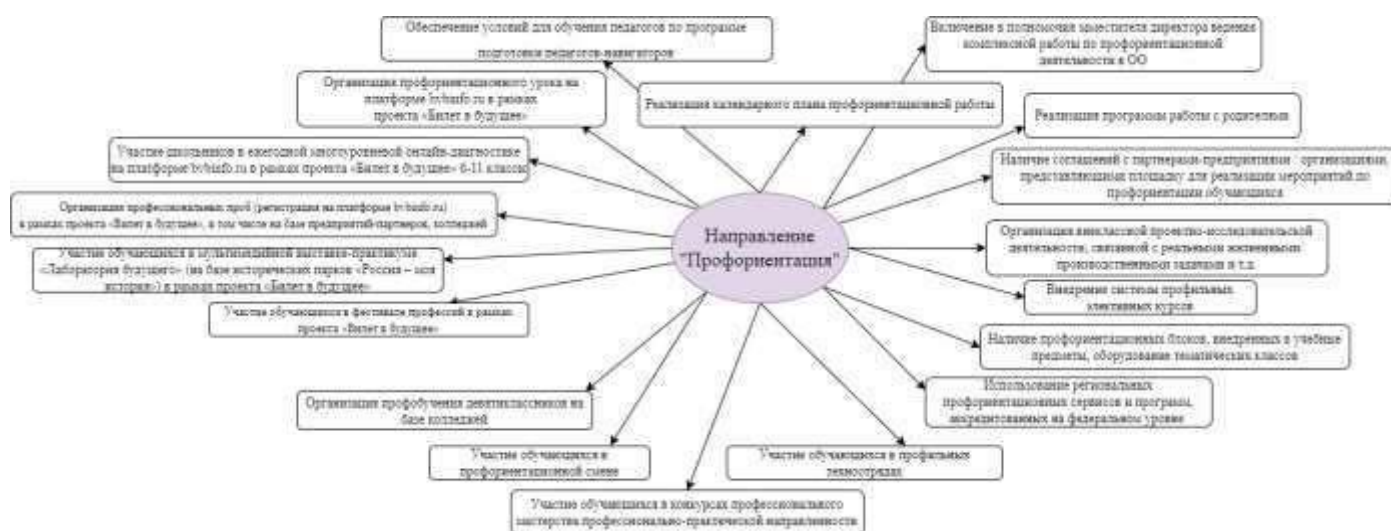 Обеспечение условий для обучения педагогов по программе
подготовки педагогов-навигаторов
Включение в полномочия заместителя директора ведения
комплексной работы по профориентационной
деятельности в ОО
Организация профориентационного урока на
платформе bvbinfo.ru в рамках
проекта «Билет в будущее»
Реализация календарного плана профориентационной работы
Реализация программы работы с родителями
Участие школьников в ежегодной многоуровневой онлайн-диагностике
на платформе bvbinfo.ru в рамках проекта «Билет в будущее» 6-11 классы
Наличие соглашений с партнерами-предприятиями / организациями,
представляющими площадку для реализации мероприятий по
профориентации обучающихся
Организация профессиональных проб (регистрация на платформе bvbinfo.ru)
в рамках проекта «Билет в будущее», в том числе на базе предприятий-партнеров, колледжей
Направление
"Профориентация"
Организация внеклассной проектно-исследовательской
деятельности, связанной с реальными жизненными
производственными задачами и т.д.
Участие обучающихся в мультимедийной выставке-практикуме
«Лаборатория будущего» (на базе исторических парков «Россия – моя
история») в рамках проекта «Билет в будущее»
Внедрение системы профильных
элективных курсов
Участие обучающихся в фестивале профессий в рамках
проекта «Билет в будущее»
Наличие профориентационных блоков, внедренных в учебные
предметы, оборудование тематических классов
Организация профобучения девятиклассников на
базе колледжей
Использование региональных
профориентационных сервисов и программ,
аккредитованных на федеральном уровне
Участие обучающихся в
профориентационной смене
Участие обучающихся в профильных
техноотрядах
Участие обучающихся в конкурсах профессионального
мастерства профессионально-практической направленности